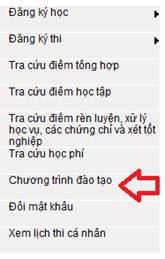 Đăng ký học
Đăng ký thi
Tra cứu điểm tổng hợp
Tra cứu điểm học tập
Tra cứu điểm rèn luyện, xử lý
học vụ, các chứng chỉ và xét tốt
nghiệp
Tra cứu học phí
Chương trình đào tạo
Đổi mật khẩu
Xem lịch thi cá nhân